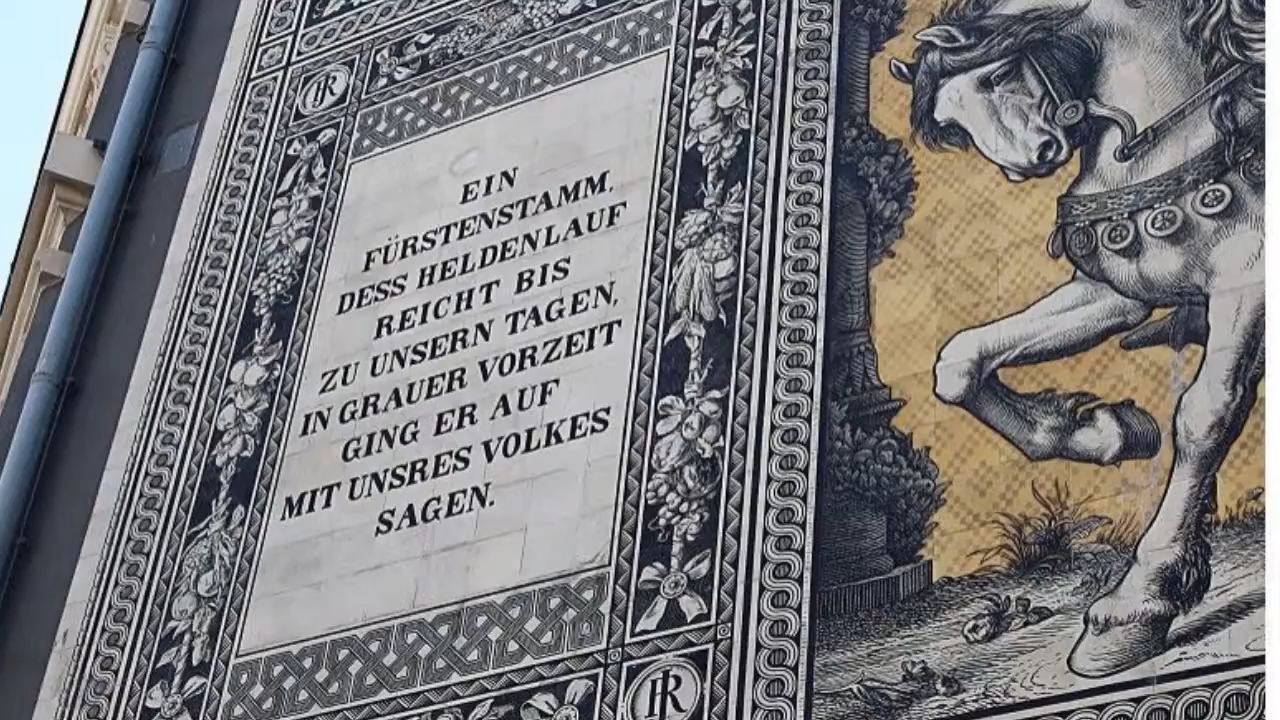 EIN
FÜRSTENSTAMM,
DESS HELDENLAUF
REICHT BIS
ZU UNSERN TAGEN,
IN GRAUER VORZEIT
GING ER AUF
MIT UNSRES VOLKES
SAGEN.